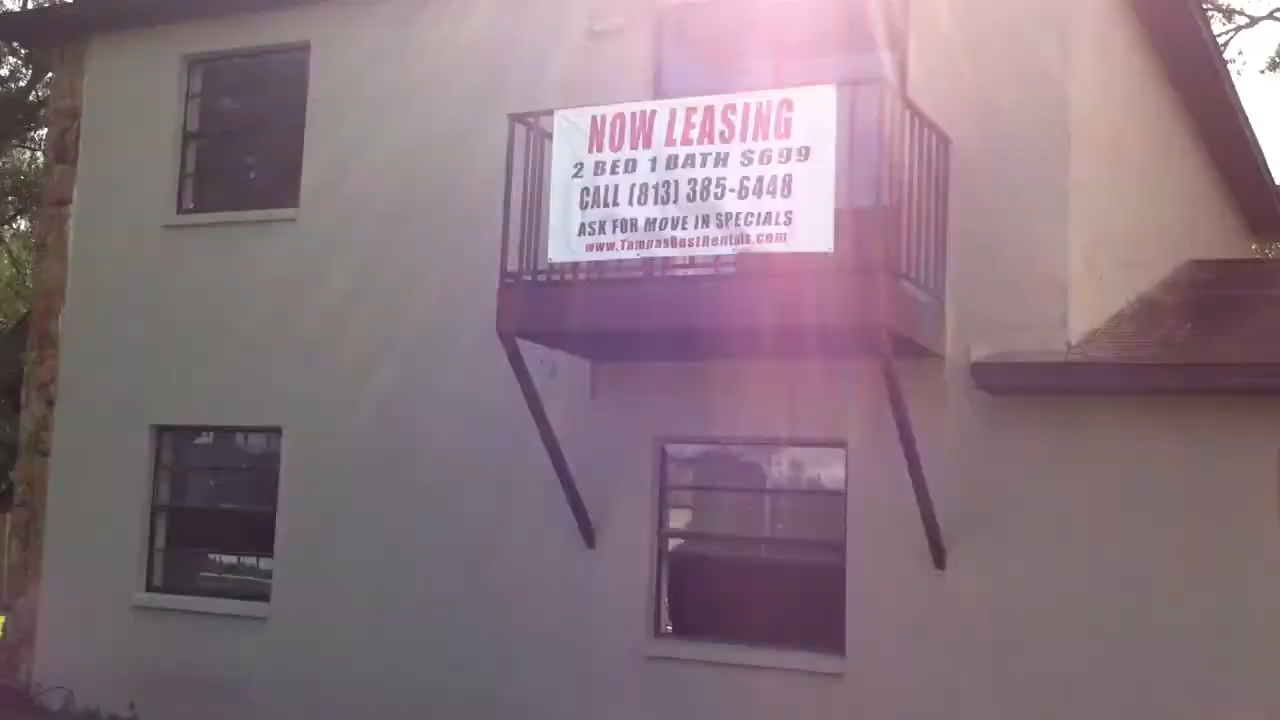 NOW LEASING
2 BED 1 BATH $699
CALL (813) 385-6448
ASK FOR MOVE IN SPECIALS
www.TampasBestRentals.com